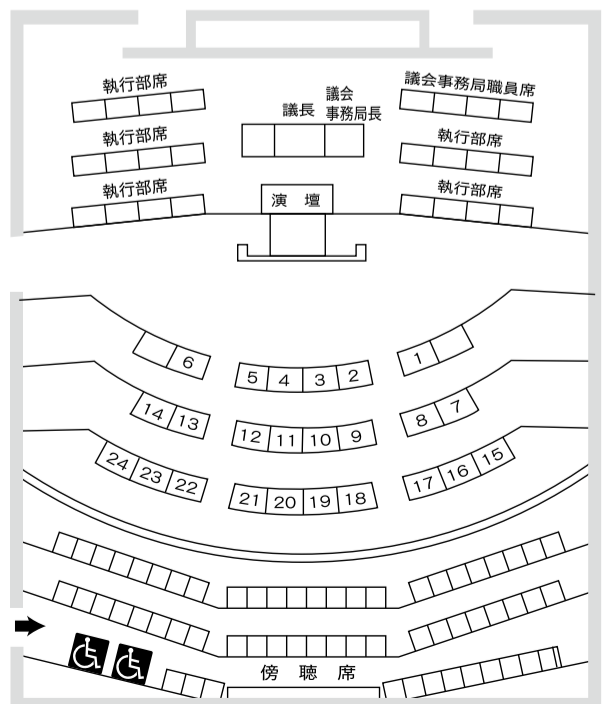 執行部席
議長
議会
事務局長
議会事務局職員席
執行部席
執行部席
執行部席
執行部席
演 壇
6
5 4 3 2
1
14 13
12 11 10 9
8 7
24 23 22
21 20 19 18
17 16 15
傍 聴 席